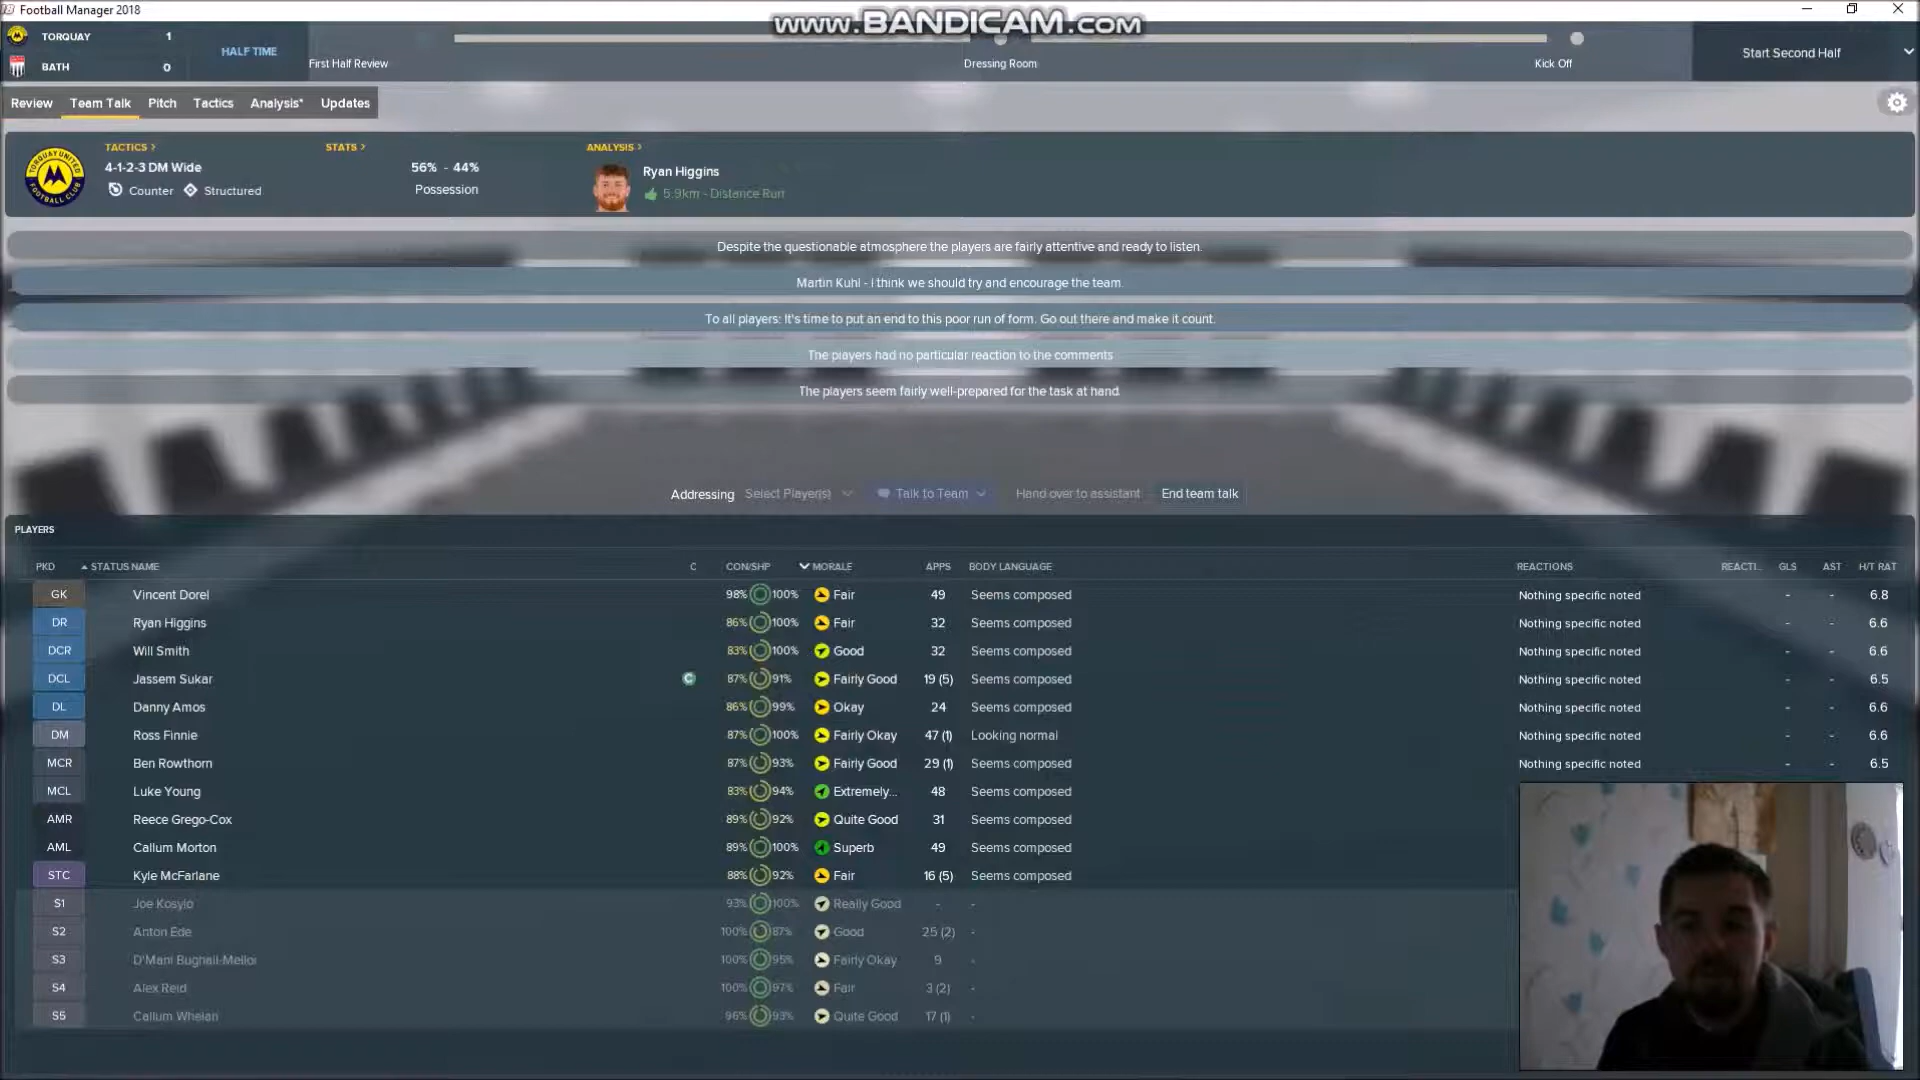 Football Manager 2018
www.BANDICAM.com
TORQUAY 1
BATH 0
HALF TIME
First Half Review
Dressing Room
Kick Off
Start Second Half
Review Team Talk Pitch Tactics Analysis* Updates
TORQUAY UNITED FOOTBALL CLUB
TACTICS >
4-1-2-3 DM Wide
Counter Structured
STATS >
56% - 44%
Possession
ANALYSIS >
Ryan Higgins
5.9km - Distance Run
Despite the questionable atmosphere the players are fairly attentive and ready to listen.
Martin Kuhl - I think we should try and encourage the team.
To all players: It's time to put an end to this poor run of form. Go out there and make it count.
The players had no particular reaction to the comments
The players seem fairly well-prepared for the task at hand.
Addressing Select Player(s) Talk to Team Hand over to assistant End team talk
PLAYERS
PKD STATUS NAME C CON/SHP MORALE APPS BODY LANGUAGE REACTIONS REACTI... GLS AST H/T RAT
GK Vincent Dorel 98% 100% Fair 49 Seems composed Nothing specific noted - - 6.8
DR Ryan Higgins 86% 100% Fair 32 Seems composed Nothing specific noted - - 6.6
DCR Will Smith 83% 100% Good 32 Seems composed Nothing specific noted - - 6.6
DCL Jassem Sukar C 87% 91% Fairly Good 19 (5) Seems composed Nothing specific noted - - 6.5
DL Danny Amos 86% 99% Okay 24 Seems composed Nothing specific noted - - 6.6
DM Ross Finnie 87% 100% Fairly Okay 47 (1) Looking normal Nothing specific noted - - 6.6
MCR Ben Rowthorn 87% 93% Fairly Good 29 (1) Seems composed Nothing specific noted - - 6.5
MCL Luke Young 83% 94% Extremely... 48 Seems composed
AMR Reece Grego-Cox 89% 92% Quite Good 31 Seems composed
AML Callum Morton 89% 100% Superb 49 Seems composed
STC Kyle McFarlane 88% 92% Fair 16 (5) Seems composed
S1 Joe Kosylo 93% 100% Really Good - -
S2 Anton Ede 100% 87% Good 25 (2) -
S3 D'Mani Bughail-Mellor 100% 95% Fairly Okay 9 -
S4 Alex Reid 100% 97% Fair 3 (2) -
S5 Callum Whelan 96% 93% Quite Good 17 (1) -